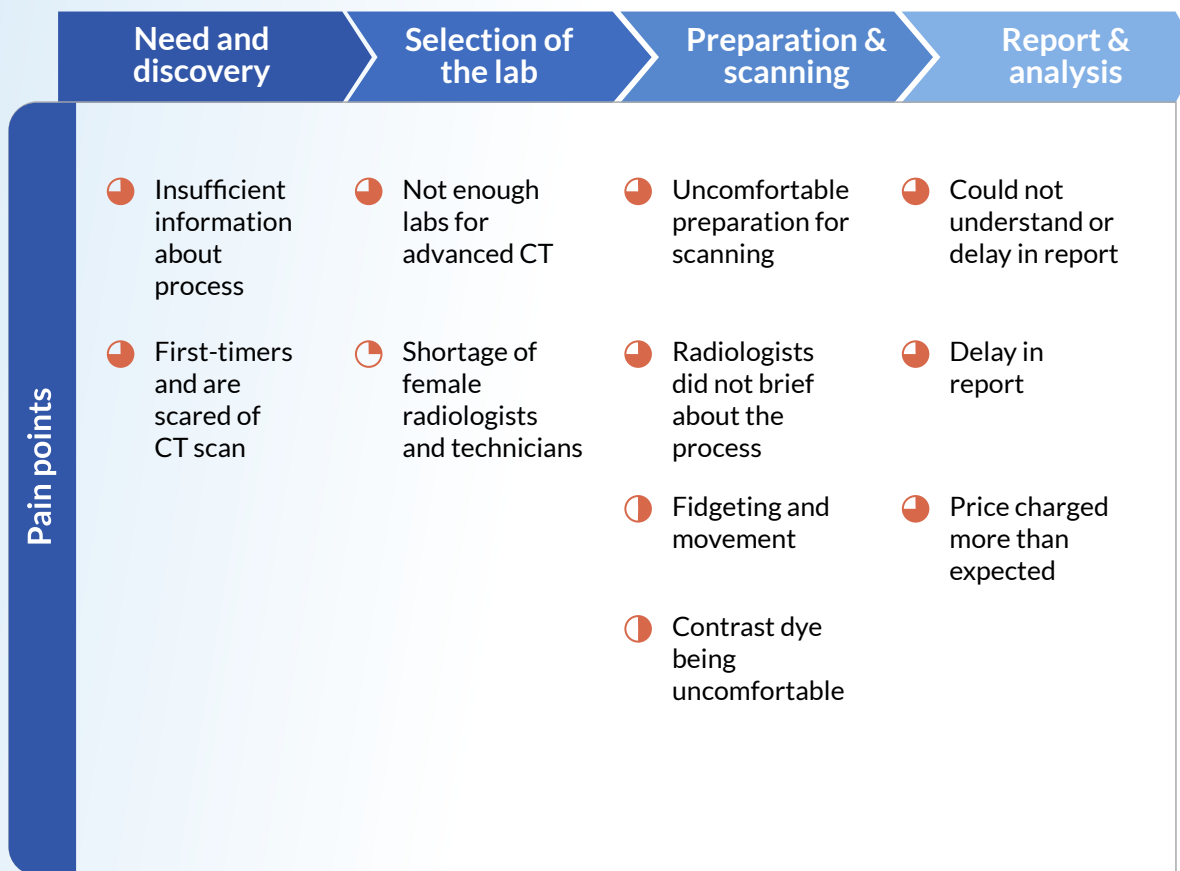 Need and
discovery
Selection of
the lab
Preparation &
scanning
Report &
analysis
Pain points
Insufficient
information
about
process
First-timers
and are
scared of
CT scan
Not enough
labs for
advanced CT
Shortage of
female
radiologists
and technicians
Uncomfortable
preparation for
scanning
Radiologists
did not brief
about the
process
Fidgeting and
movement
Contrast dye
being
uncomfortable
Could not
understand or
delay in report
Delay in
report
Price charged
more than
expected